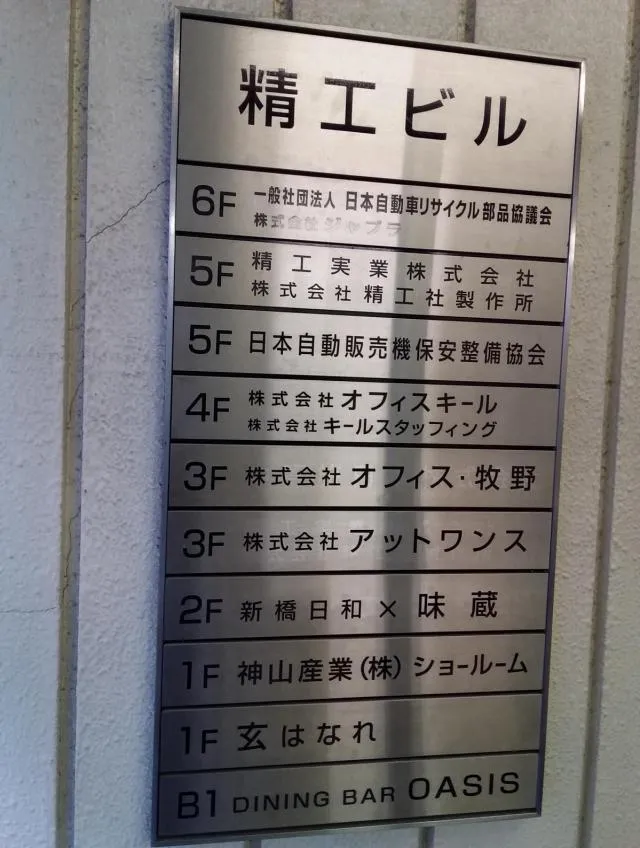 精工ビル
6F 一般社団法人 日本自動車リサイクル部品協議会
株式会社ジャプラ
5F 精工実業株式会社
株式会社精工社製作所
5F 日本自動販売機保安整備協会
4F 株式会社オフィスキール
株式会社キールスタッフィング
3F 株式会社オフィス・牧野
3F 株式会社アットワンス
2F 新橋日和×味蔵
1F 神山産業(株)ショールーム
1F 玄はなれ
B1 DINING BAR OASIS